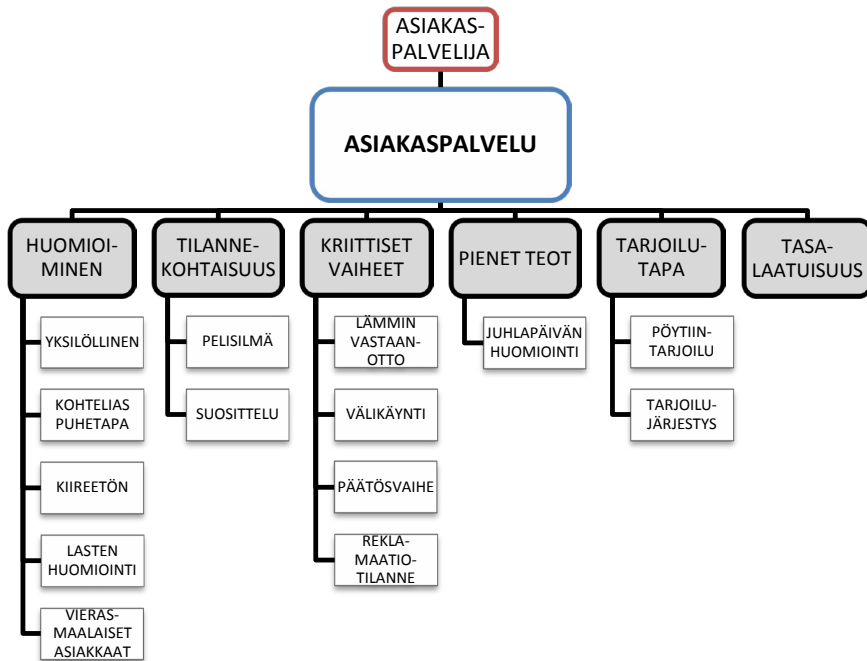 ASIAKAS-
PALVELIJA
ASIAKASPALVELU
HUOMIOI-
MINEN
TILANNE-
KOHTAISUUS
KRIITTISET
VAIHEET
PIENET TEOT
TARJOILU-
TAPA
TASA-
LAATUISUUS
YKSILÖLLINEN
KOHTELIAS
PUHETAPA
KIIREETÖN
LASTEN
HUOMIOINTI
VIERAS-
MAALAISET
ASIAKKAAT
PELISILMÄ
SUOSITTELU
LÄMMIN
VASTAAN-
OTTO
VÄLIKÄYNTI
PÄÄTÖSVAIHE
REKLA-
MAATIO-
TILANNE
JUHLAPÄIVÄN
HUOMIOINTI
PÖYTIIN-
TARJOILU
TARJOILU-
JÄRJESTYS